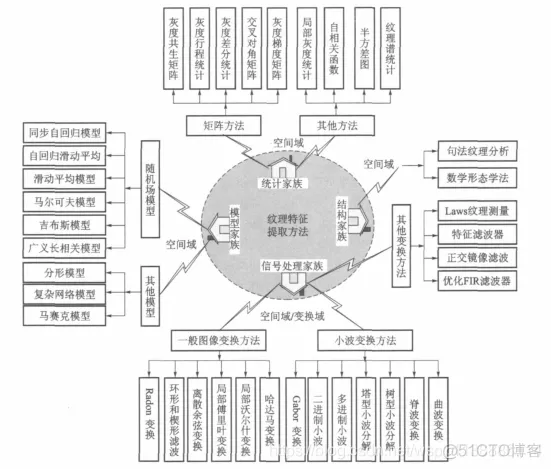 灰度共生矩阵
灰度行程统计
灰度差分统计
交叉对角矩阵
灰度梯度矩阵
局部灰度统计
自相关函数
半方差图
纹理谱统计
矩阵方法
其他方法
空间域
统计家族
同步自回归模型
自回归滑动平均
滑动平均模型
马尔可夫模型
吉布斯模型
广义长相关模型
随机场模型
分形模型
复杂网络模型
马赛克模型
其他模型
空间域
模型家族
纹理特征
提取方法
结构家族
空间域
句法纹理分析
数学形态学法
其他变换方法
Laws纹理测量
特征滤波器
正交镜像滤波
优化FIR滤波器
信号处理家族
空间域/变换域
一般图像变换方法
小波变换方法
Radon 变换
环形和楔形滤波
离散余弦变换
局部傅里叶变换
局部沃尔什变换
哈达马变换
Gabor 变换
二进制小波
多进制小波
塔型小波分解
树型小波分解
脊波变换
曲波变换
@51CTO博客